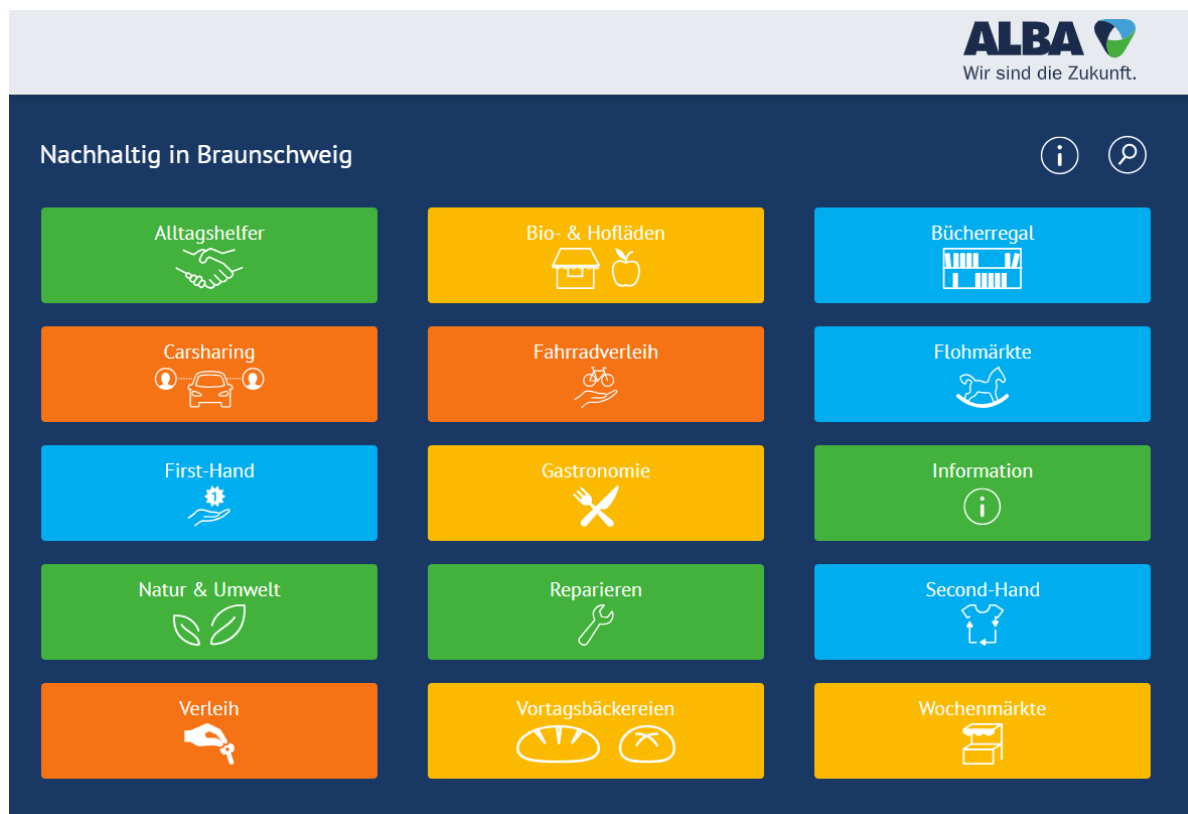 ALBA
Wir sind die Zukunft.
Nachhaltig in Braunschweig
Alltagshelfer
Bio- & Hofläden
Bücherregal
Carsharing
Fahrradverleih
Flohmärkte
First-Hand
1
Gastronomie
Information
Natur & Umwelt
Reparieren
Second-Hand
Verleih
Vortagsbäckereien
Wochenmärkte